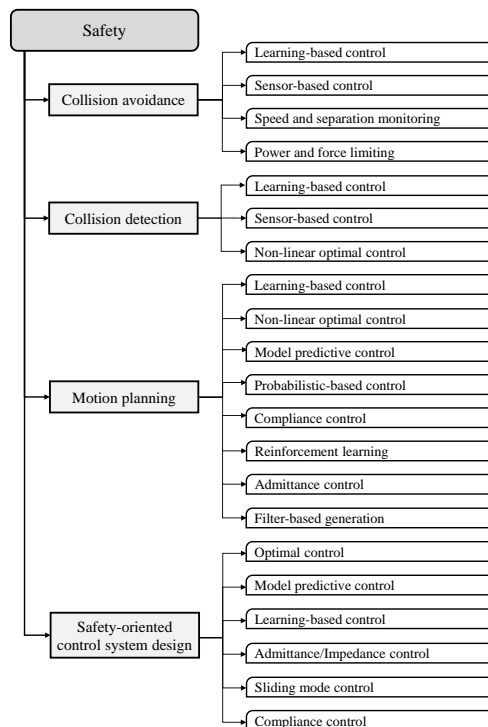 Safety
Collision avoidance
Learning-based control
Sensor-based control
Speed and separation monitoring
Power and force limiting
Collision detection
Learning-based control
Sensor-based control
Non-linear optimal control
Motion planning
Learning-based control
Non-linear optimal control
Model predictive control
Probabilistic-based control
Compliance control
Reinforcement learning
Admittance control
Filter-based generation
Safety-oriented
control system design
Optimal control
Model predictive control
Learning-based control
Admittance/Impedance control
Sliding mode control
Compliance control